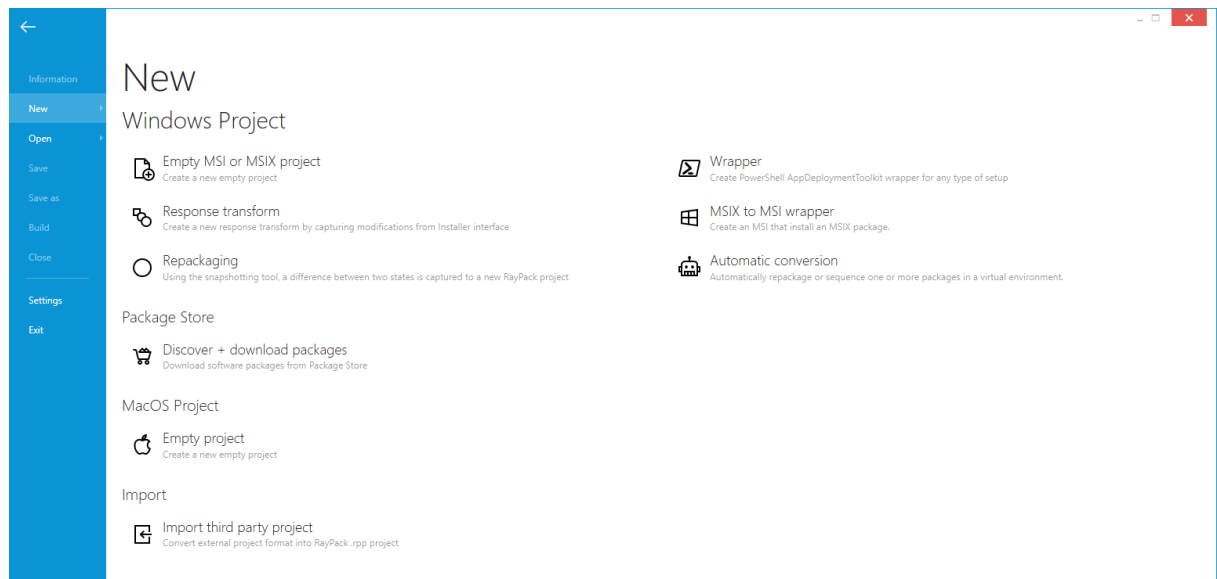 Information
New
Open
Save
Save as
Build
Close
Settings
Exit
New
Windows Project
Empty MSI or MSIX project
Create a new empty project
Response transform
Create a new response transform by capturing modifications from Installer interface
Repackaging
Using the snapshotting tool, a difference between two states is captured to a new RayPack project
Wrapper
Create PowerShell AppDeploymentToolkit wrapper for any type of setup
MSIX to MSI wrapper
Create an MSI that install an MSIX package.
Automatic conversion
Automatically repackage or sequence one or more packages in a virtual environment.
Package Store
Discover + download packages
Download software packages from Package Store
MacOS Project
Empty project
Create a new empty project
Import
Import third party project
Convert external project format into RayPack .rpp project